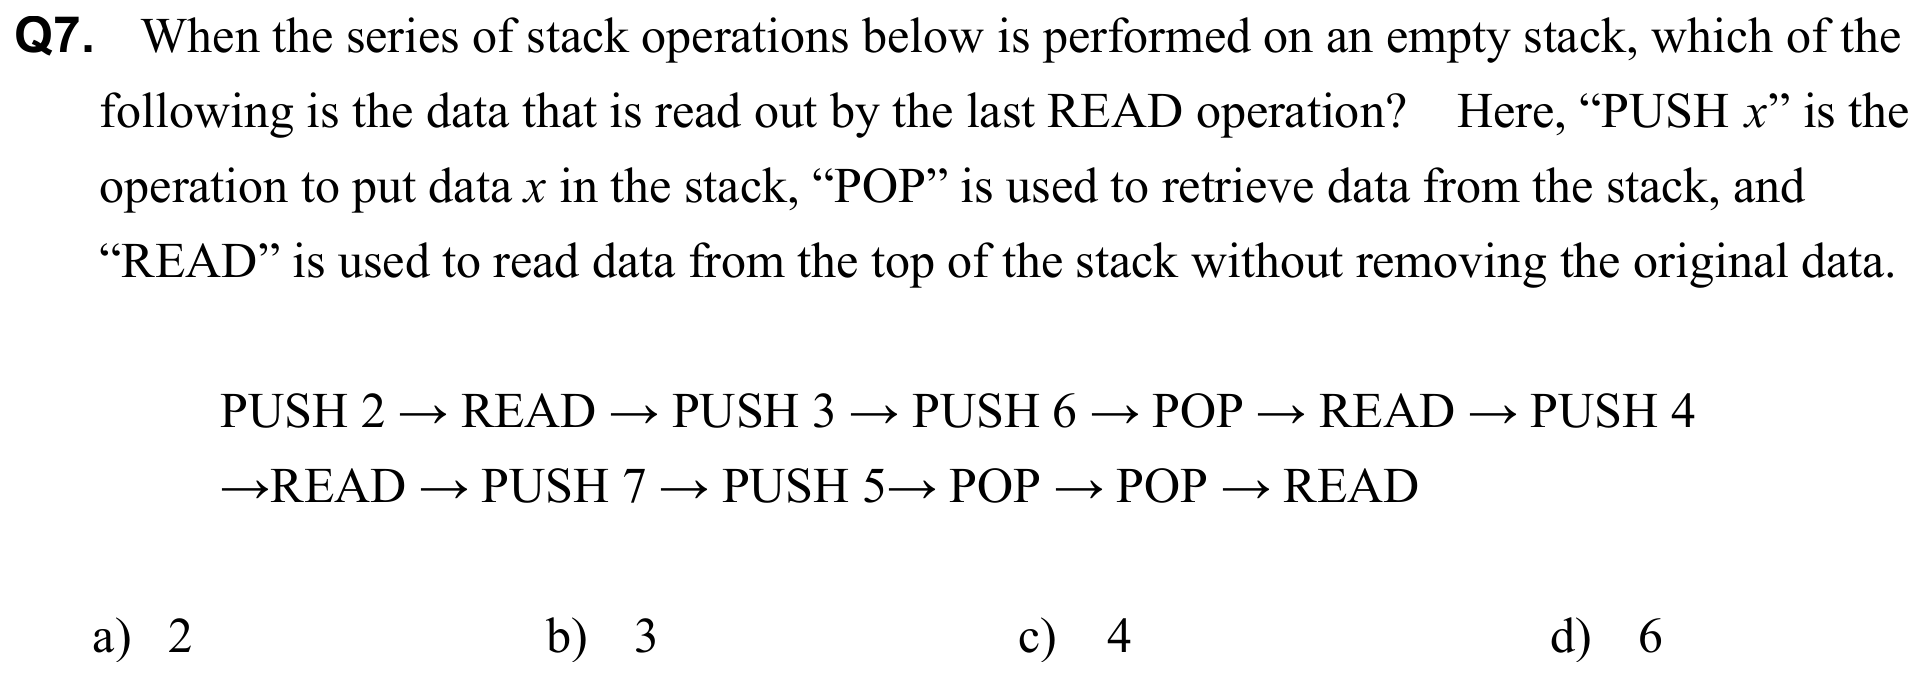 Q7. When the series of stack operations below is performed on an empty stack, which of the
following is the data that is read out by the last READ operation? Here, “PUSH x” is the
operation to put data x in the stack, “POP” is used to retrieve data from the stack, and
“READ” is used to read data from the top of the stack without removing the original data.
PUSH 2 → READ → PUSH 3 → PUSH 6 → POP → READ → PUSH 4
→READ → PUSH 7 → PUSH 5→ POP → POP → READ
a) 2 b) 3 c) 4 d) 6